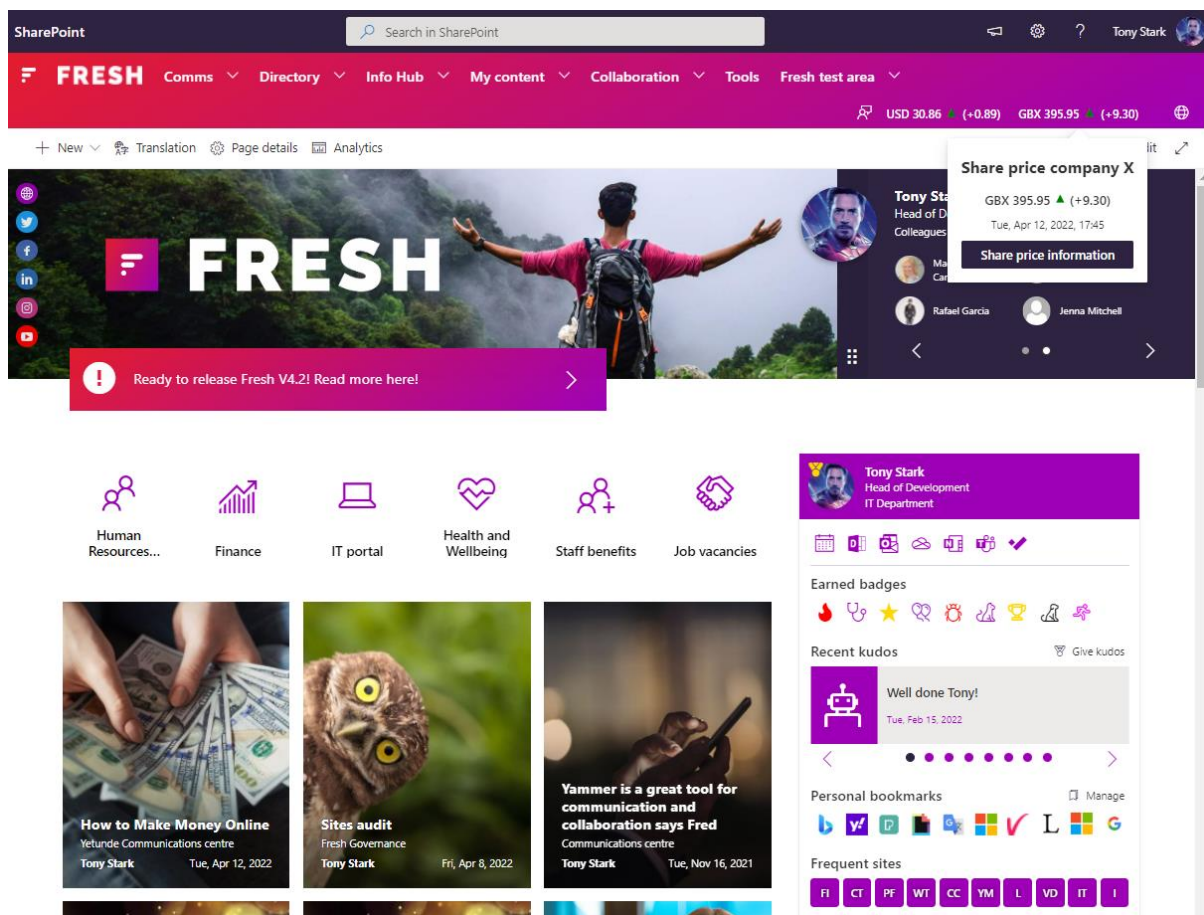 SharePoint
Search in SharePoint
?
Tony Stark
FRESH
Comms
Directory
Info Hub
My content
Collaboration
Tools
Fresh test area
USD 30.86 ▲ (+0.89)
GBX 395.95 ▲ (+9.30)
New
Translation
Page details
Analytics
Share price company X
GBX 395.95 ▲ (+9.30)
Tue, Apr 12, 2022, 17:45
Share price information
FRESH
Head of
Colleagues
Rafael Garcia
Jenna Mitchell
Ready to release Fresh V4.2! Read more here!
Human
Resources...
Finance
IT portal
Health and
Wellbeing
Staff benefits
Job vacancies
How to Make Money Online
Yetunde Communications centre
Tony Stark
Tue, Apr 12, 2022
Sites audit
Fresh Governance
Tony Stark
Fri, Apr 8, 2022
Yammer is a great tool for
communication and
collaboration says Fred
Communications centre
Tony Stark
Tue, Nov 16, 2021
Tony Stark
Head of Development
IT Department
Earned badges
Recent kudos
Give kudos
Well done Tony!
Tue, Feb 15, 2022
Personal bookmarks
Manage
Frequent sites
FI
CT
PF
WT
CC
YM
L
VD
IT
I